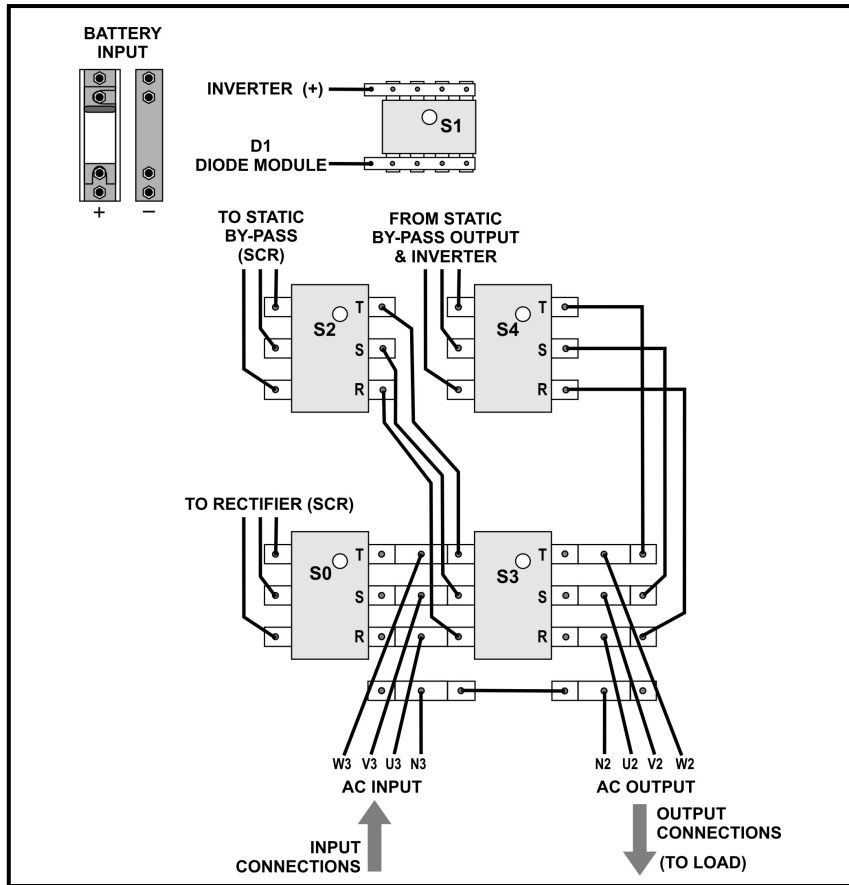 BATTERY
INPUT
+
–
INVERTER (+)
S1
D1
DIODE MODULE
TO STATIC
BY-PASS
(SCR)
FROM STATIC
BY-PASS OUTPUT
& INVERTER
S2
T
S
R
S4
T
S
R
TO RECTIFIER (SCR)
S0
T
S
R
S3
T
S
R
W3 V3 U3 N3
AC INPUT
N2 U2 V2 W2
AC OUTPUT
INPUT
CONNECTIONS
OUTPUT
CONNECTIONS
(TO LOAD)